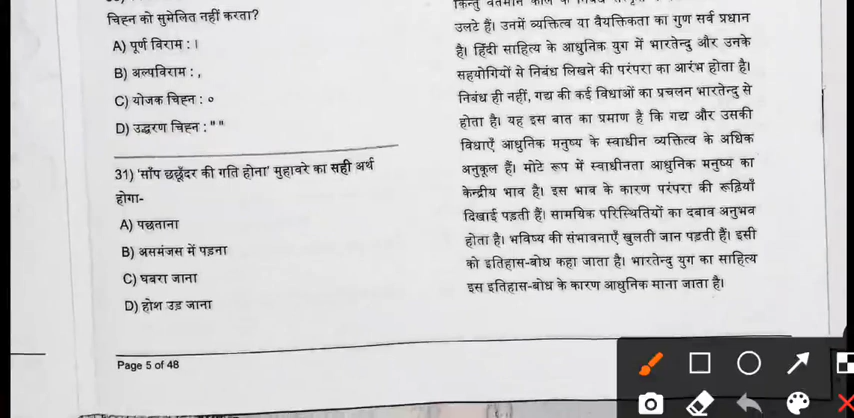 चिह्न को सुमेलित नहीं करता?
A) पूर्ण विराम : ।
B) अल्पविराम : ,
C) योजक चिह्न : ०
D) उद्धरण चिह्न : " "
31) 'साँप छछूँदर की गति होना' मुहावरे का सही अर्थ
होगा-
A) पछताना
B) असमंजस में पड़ना
C) घबरा जाना
D) होश उड़ जाना
Page 5 of 48
उलटे हैं। उनमें व्यक्तित्व या वैयक्तिकता का गुण सर्व प्रधान
है। हिंदी साहित्य के आधुनिक युग में भारतेन्दु और उनके
सहयोगियों से निबंध लिखने की परंपरा का आरंभ होता है।
निबंध ही नहीं, गद्य की कई विधाओं का प्रचलन भारतेन्दु से
होता है। यह इस बात का प्रमाण है कि गद्य और उसकी
विधाएँ आधुनिक मनुष्य के स्वाधीन व्यक्तित्व के अधिक
अनुकूल हैं। मोटे रूप में स्वाधीनता आधुनिक मनुष्य का
केन्द्रीय भाव है। इस भाव के कारण परंपरा की रूढ़ियाँ
दिखाई पड़ती हैं। सामयिक परिस्थितियों का दबाव अनुभव
होता है। भविष्य की संभावनाएँ खुलती जान पड़ती हैं। इसी
को इतिहास-बोध कहा जाता है। भारतेन्दु युग का साहित्य
इस इतिहास-बोध के कारण आधुनिक माना जाता है।